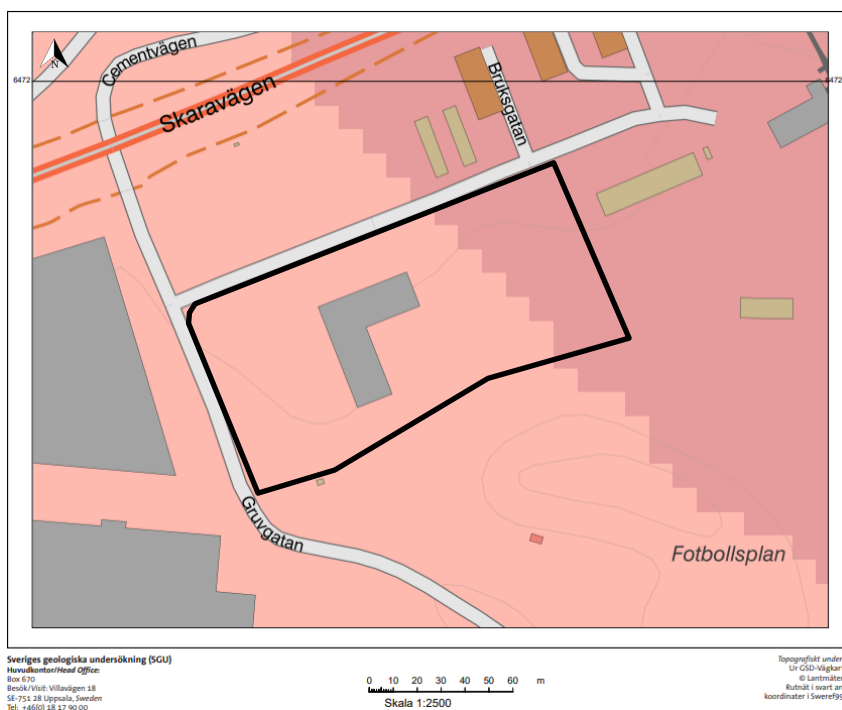 N
Cementvägen
6472
6472
Skaravägen
Bruksgatan
Gruvgatan
Fotbollsplan
Sveriges geologiska undersökning (SGU)
Huvudkontor/Head Office:
Box 670
Besök/Visit: Villavägen 18
SE-751 28 Uppsala, Sweden
Tel: +46(0) 18 17 90 00
0 10 20 30 40 50 60 m
Skala 1:2500
Topografiskt under
Ur GSD-Vägkar
© Lantmäte
Rutnät i svart an
koordinater i Sweref99